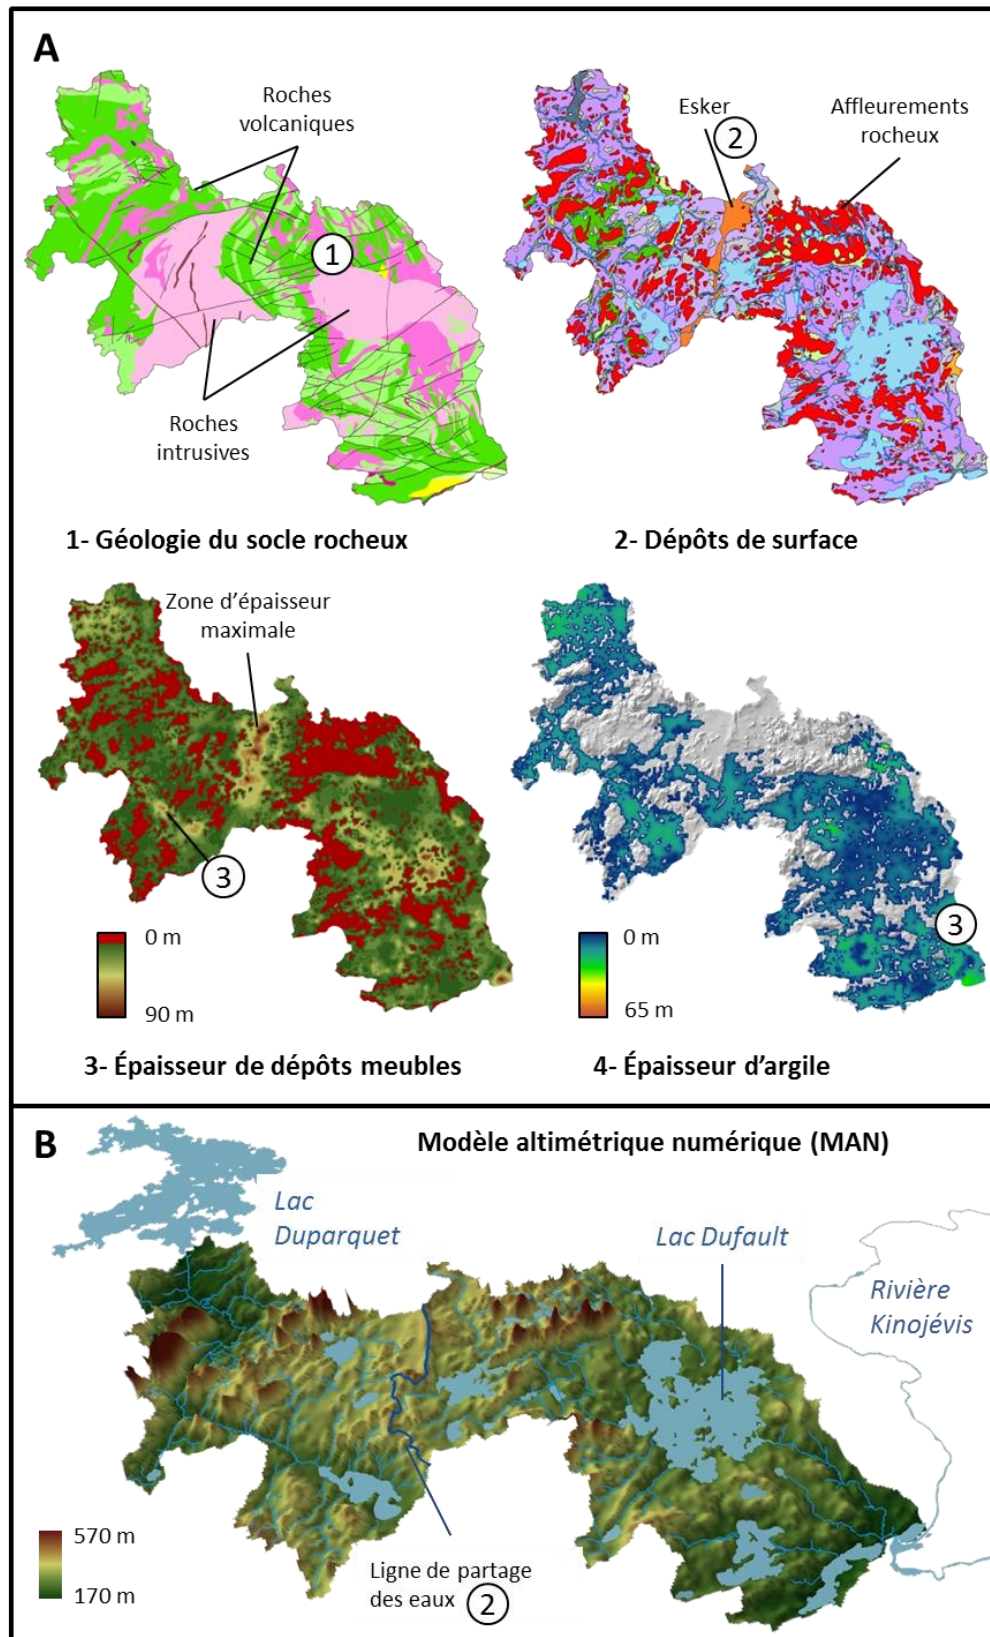 A
Roches
volcaniques
1
Roches
intrusives
1- Géologie du socle rocheux
Esker
2
Affleurements
rocheux
2- Dépôts de surface
Zone d'épaisseur
maximale
3
0 m
90 m
3- Épaisseur de dépôts meubles
3
0 m
65 m
4- Épaisseur d'argile
B
Modèle altimétrique numérique (MAN)
Lac
Duparquet
Lac Dufault
Rivière
Kinojévis
570 m
170 m
Ligne de partage
des eaux 2